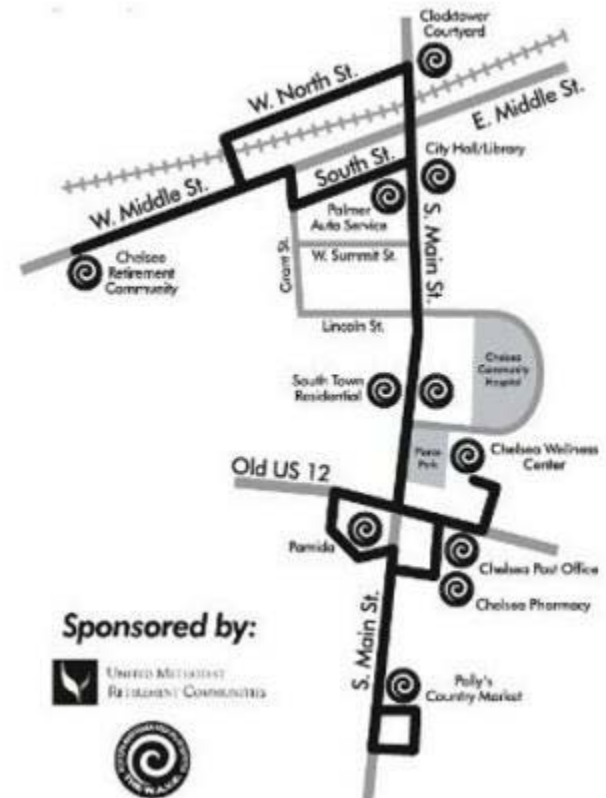 Clocktower
Courtyard
W. North St.
E. Middle St.
City Hall/Library
South St.
W. Middle St.
Palmer
Auto Service
S. Main St.
Chelsea
Retirement
Community
Grant St.
W. Summit St.
Lincoln St.
Chelsea
Community
Hospital
South Town
Residential
Pierce
Park
Chelsea Wellness
Center
Old US 12
Pamida
Chelsea Post Office
Chelsea Pharmacy
S. Main St.
Sponsored by:
UNITED METHODIST
RETIREMENT COMMUNITIES
Polly's
Country Market